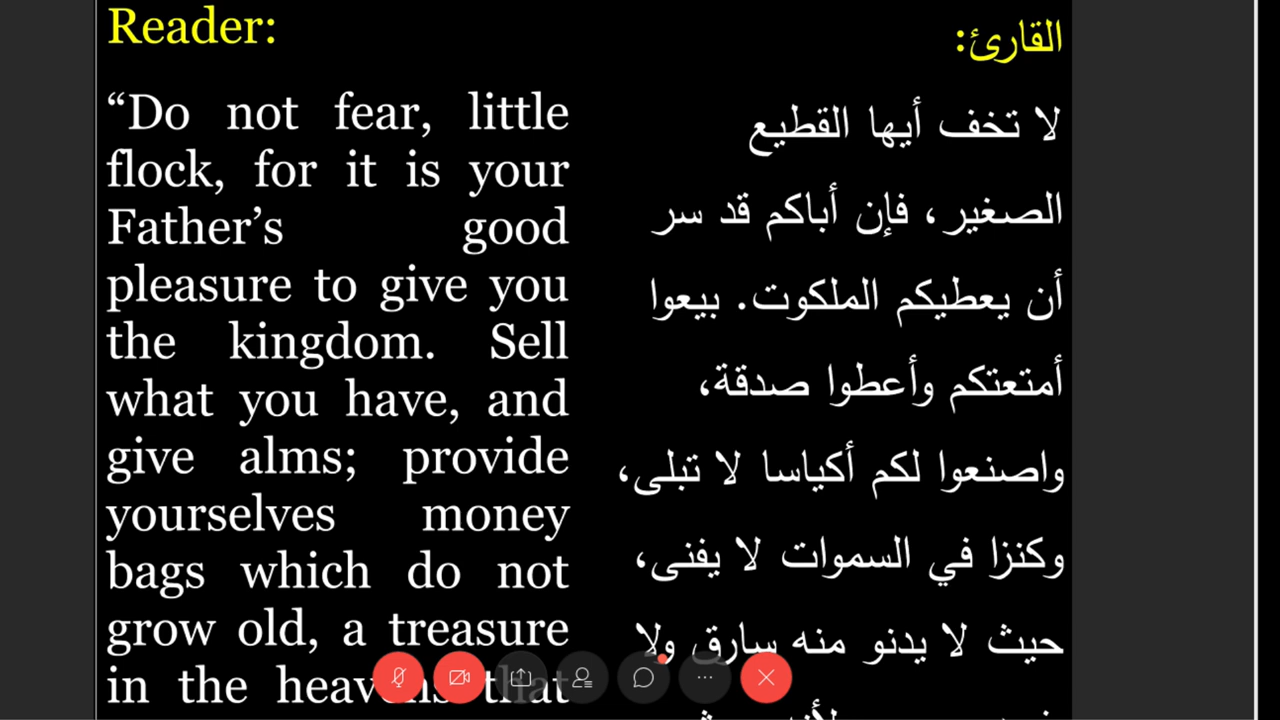 Reader:
“Do not fear, little
flock, for it is your
Father’s good
pleasure to give you
the kingdom. Sell
what you have, and
give alms; provide
yourselves money
bags which do not
grow old, a treasure
in the heavens that
القارئ:
لا تخف أيها القطيع
الصغير، فإن أباكم قد سر
أن يعطيكم الملكوت. بيعوا
أمتعتكم وأعطوا صدقة،
واصنعوا لكم أكياسا لا تبلى،
وكنزا في السموات لا يفنى،
حيث لا يدنو منه سارق ولا